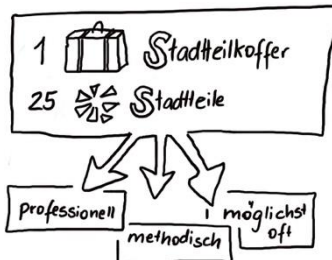 1 Stadtteilkoffer
25 Stadtteile
professionell
methodisch
möglichst
oft